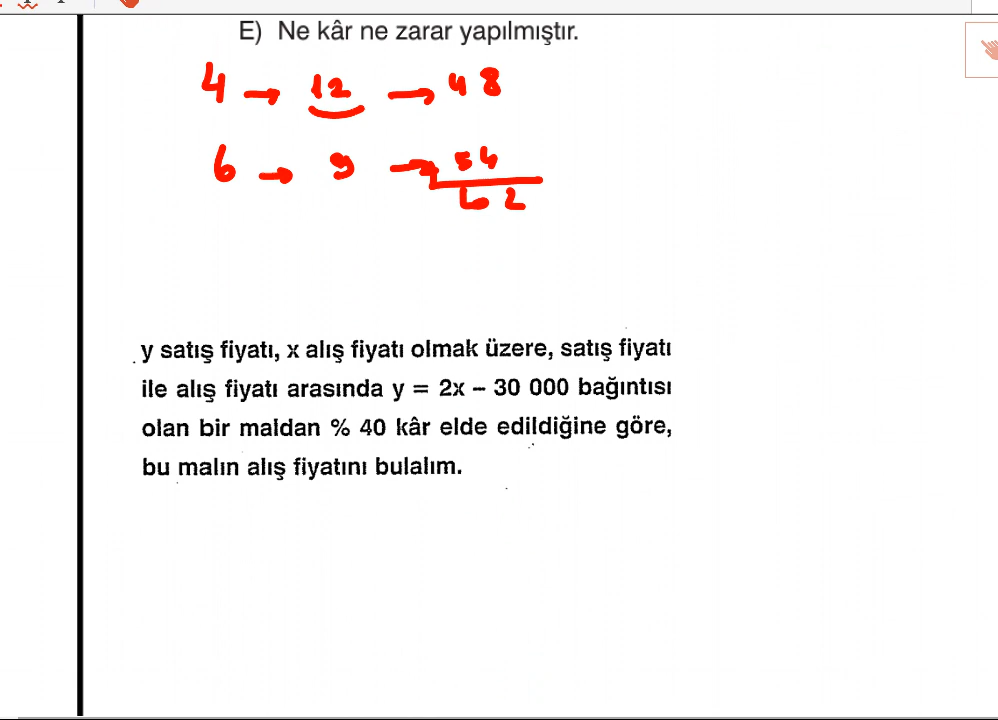 E) Ne kâr ne zarar yapılmıştır.
4 → 12 → 48
6 → 9 → 54
y satış fiyatı, x alış fiyatı olmak üzere, satış fiyatı
ile alış fiyatı arasında y = 2x – 30 000 bağıntısı
olan bir maldan % 40 kâr elde edildiğine göre,
bu malın alış fiyatını bulalım.